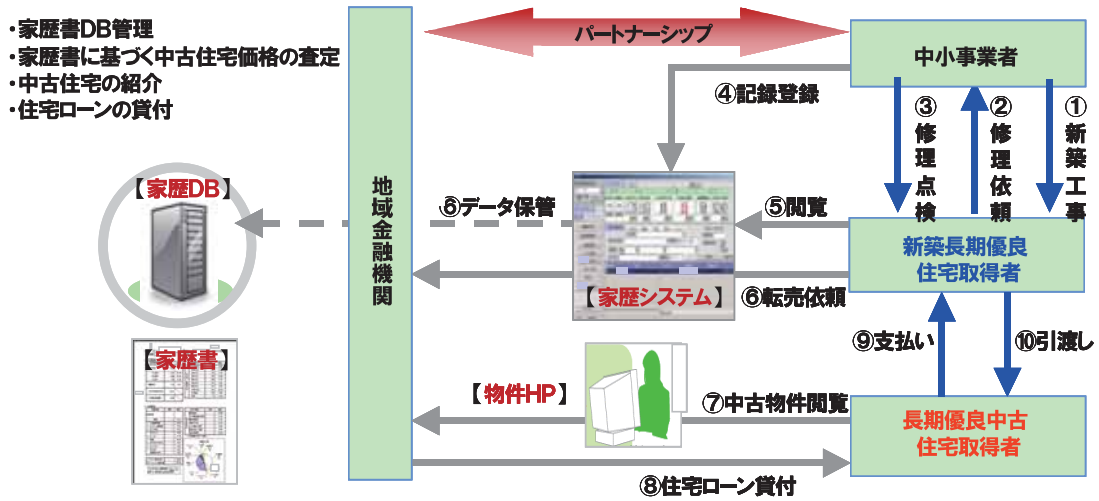 ・家歴書DB管理
・家歴書に基づく中古住宅価格の査定
・中古住宅の紹介
・住宅ローンの貸付
パートナーシップ
中小事業者
④記録登録
③修理点検
②修理依頼
①新築工事
【家歴DB】
地域金融機関
⑥データ保管
⑤閲覧
新築長期優良
住宅取得者
【家歴システム】
⑥転売依頼
⑨支払い
⑩引渡し
【家歴書】
【物件HP】
⑦中古物件閲覧
長期優良中古
住宅取得者
⑧住宅ローン貸付